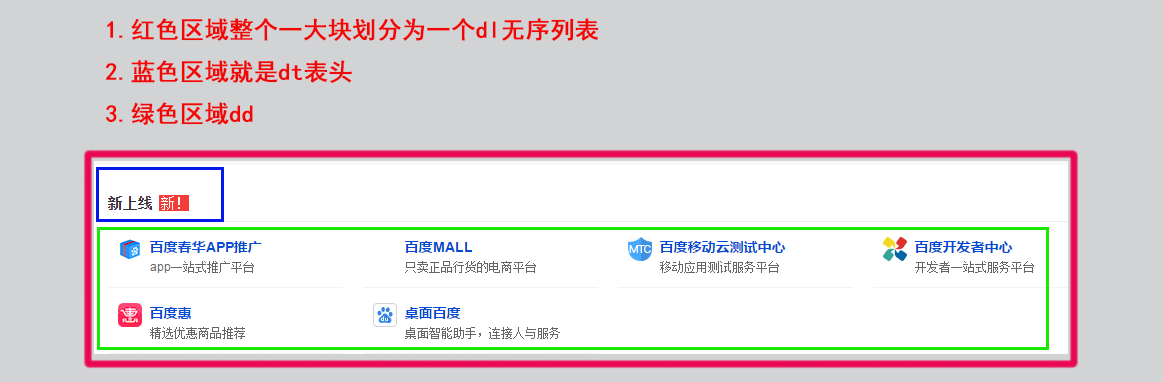 1.红色区域整个一大块划分为一个dl无序列表
2.蓝色区域就是dt表头
3.绿色区域dd
新上线 新！
百度春华APP推广
app一站式推广平台
百度MALL
只卖正品行货的电商平台
MTC
百度移动云测试中心
移动应用测试服务平台
百度开发者中心
开发者一站式服务平台
惠
百度惠
精选优惠商品推荐
du
桌面百度
桌面智能助手，连接人与服务